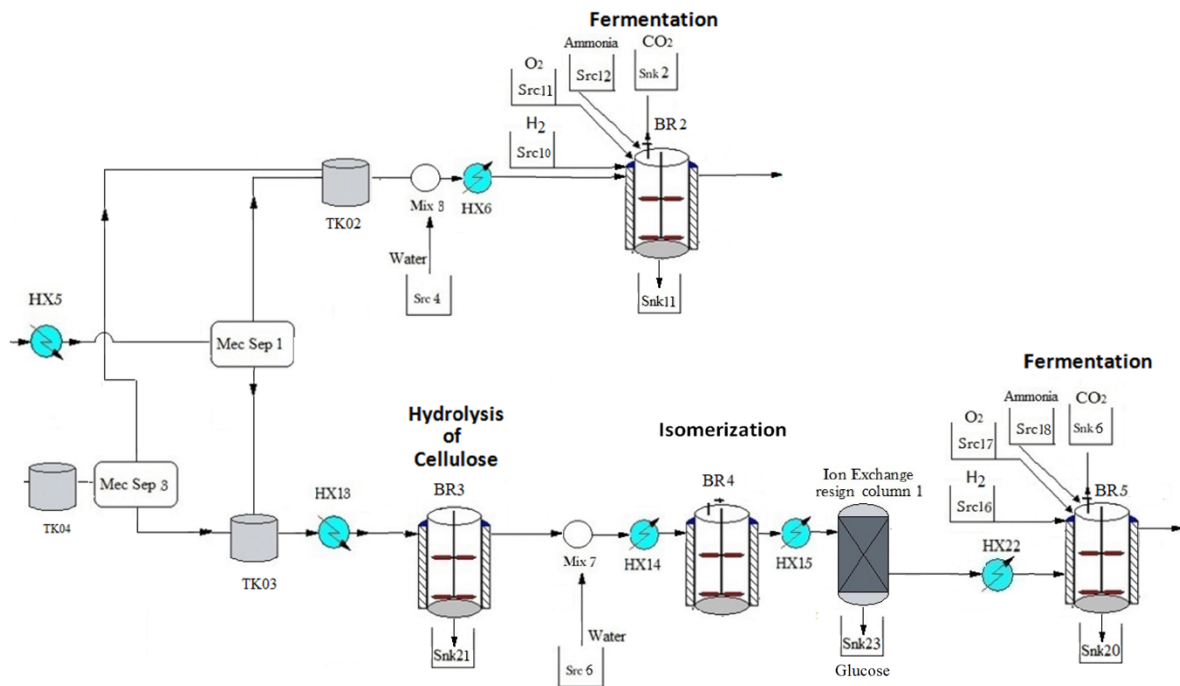 Fermentation
Ammonia
CO2
O2
Src12
Snk 2
Src11
H2
BR 2
Src10
TK02
Mix 3
HX6
Water
Src 4
Snk11
HX5
Mec Sep 1
Fermentation
Ammonia
CO2
O2
Src18
Snk 6
Src17
Hydrolysis
of
Cellulose
Isomerization
Ion Exchange
resign column 1
H2
BR 5
Src16
Mec Sep 3
TK04
HX13
BR3
BR4
HX22
TK03
Mix 7
HX14
HX15
Snk21
Water
Src 6
Snk23
Glucose
Snk20